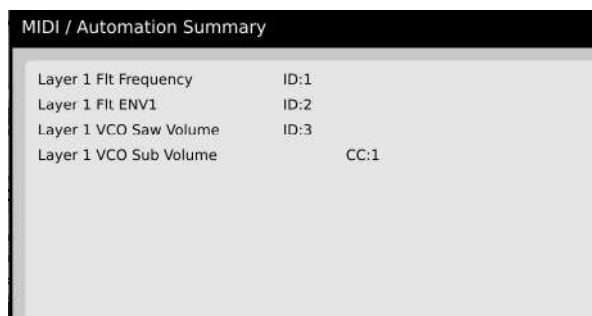 MIDI / Automation Summary
Layer 1 Flt Frequency ID:1
Layer 1 Flt ENV1 ID:2
Layer 1 VCO Saw Volume ID:3
Layer 1 VCO Sub Volume CC:1